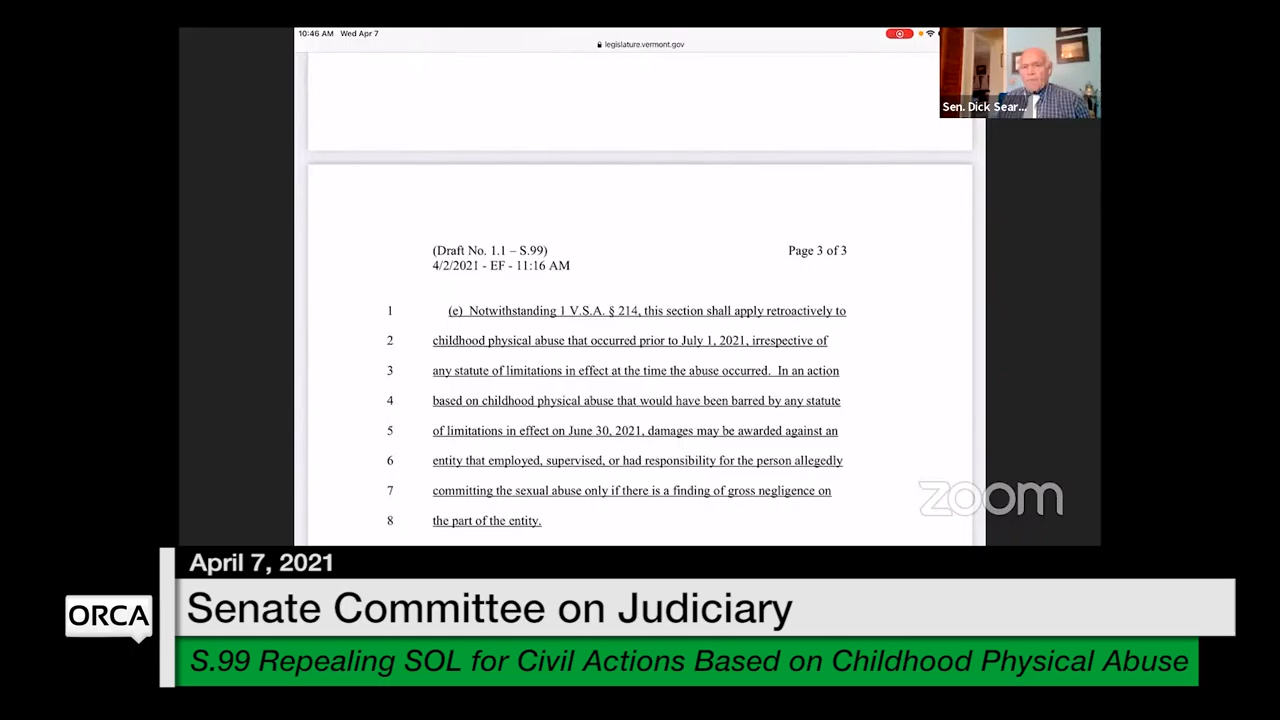 10:46 AM Wed Apr 7
legislature.vermont.gov
Sen. Dick Sear...
(Draft No. 1.1 – S.99)
Page 3 of 3
4/2/2021 - EF - 11:16 AM
1 (e) Notwithstanding 1 V.S.A. § 214, this section shall apply retroactively to
2 childhood physical abuse that occurred prior to July 1, 2021, irrespective of
3 any statute of limitations in effect at the time the abuse occurred. In an action
4 based on childhood physical abuse that would have been barred by any statute
5 of limitations in effect on June 30, 2021, damages may be awarded against an
6 entity that employed, supervised, or had responsibility for the person allegedly
7 committing the sexual abuse only if there is a finding of gross negligence on
8 the part of the entity.
zoom
April 7, 2021
ORCA
Senate Committee on Judiciary
S.99 Repealing SOL for Civil Actions Based on Childhood Physical Abuse